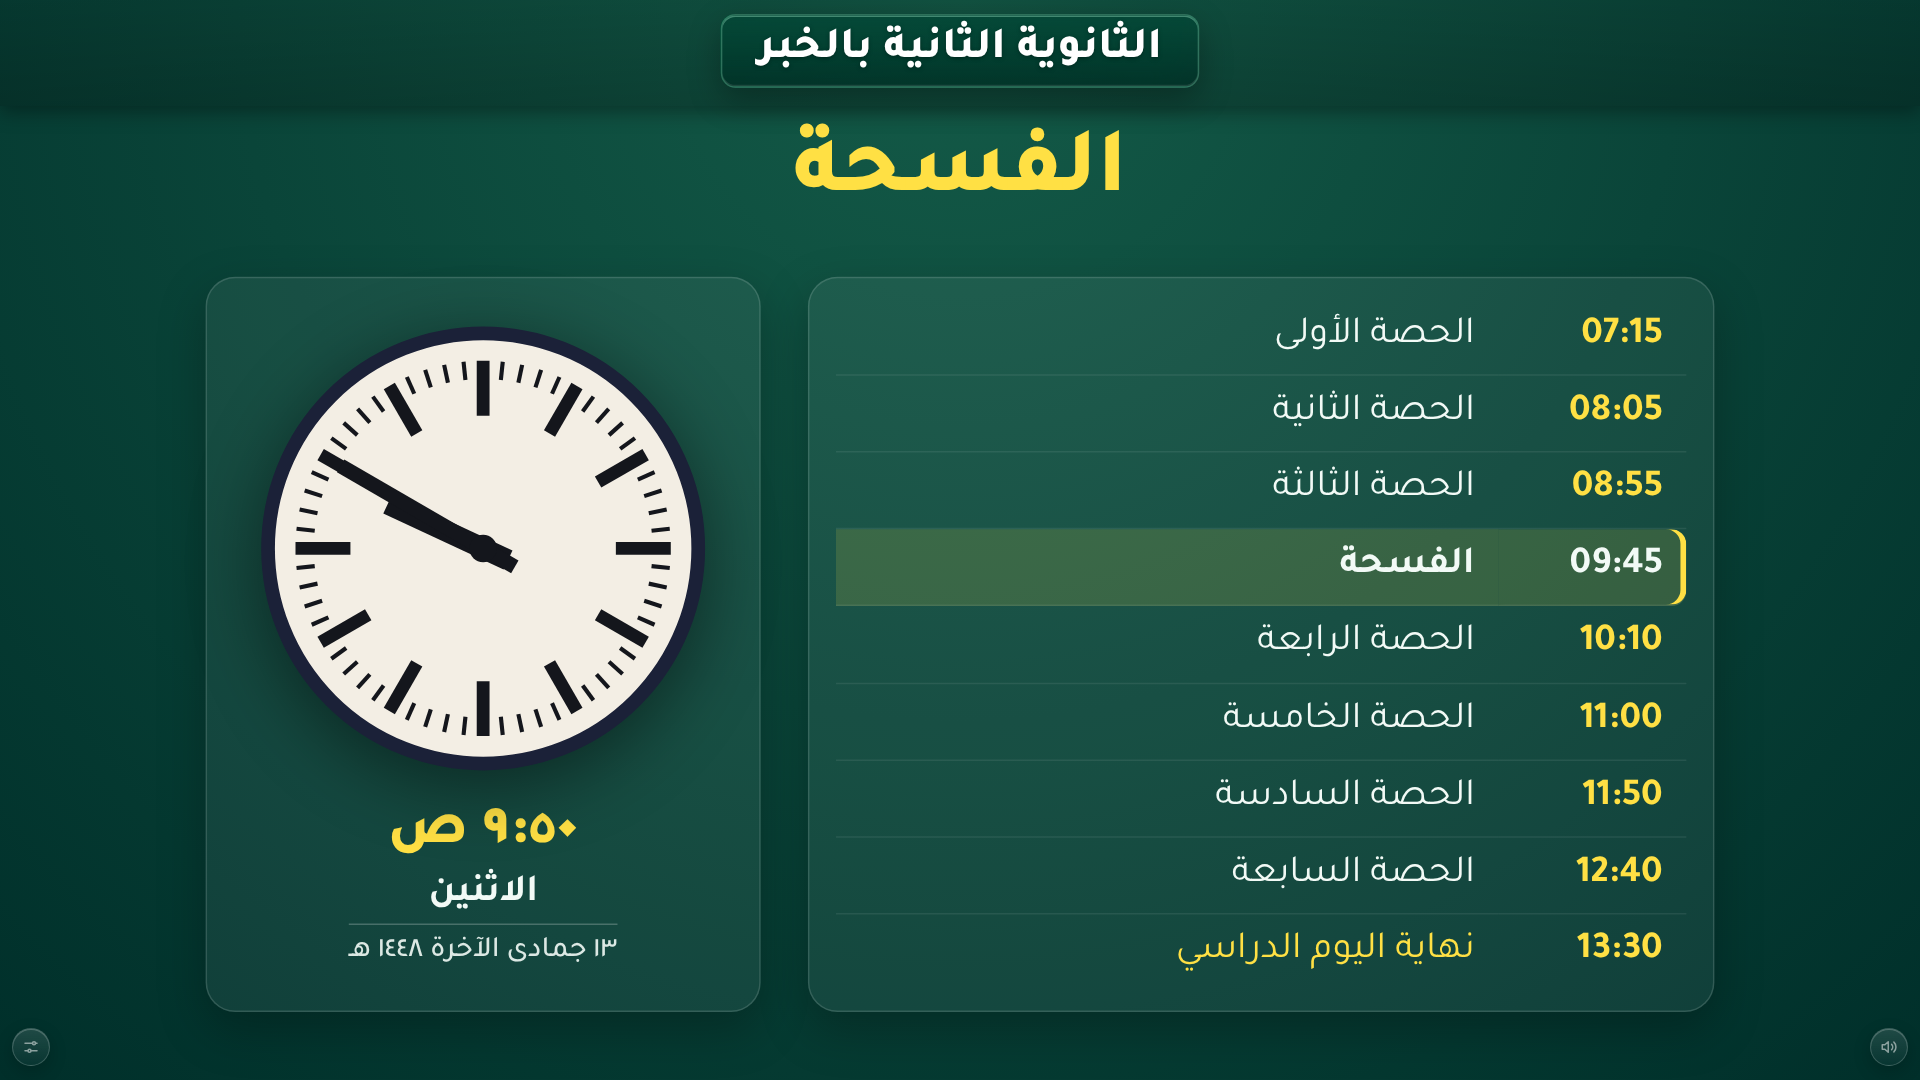 الثانوية الثانية بالخبر
الفسحة
07:15 الحصة الأولى
08:05 الحصة الثانية
08:55 الحصة الثالثة
09:45 الفسحة
10:10 الحصة الرابعة
11:00 الحصة الخامسة
11:50 الحصة السادسة
12:40 الحصة السابعة
13:30 نهاية اليوم الدراسي
٩:٥٠ ص
الاثنين
١٣ جمادى الآخرة ١٤٤٨ هـ